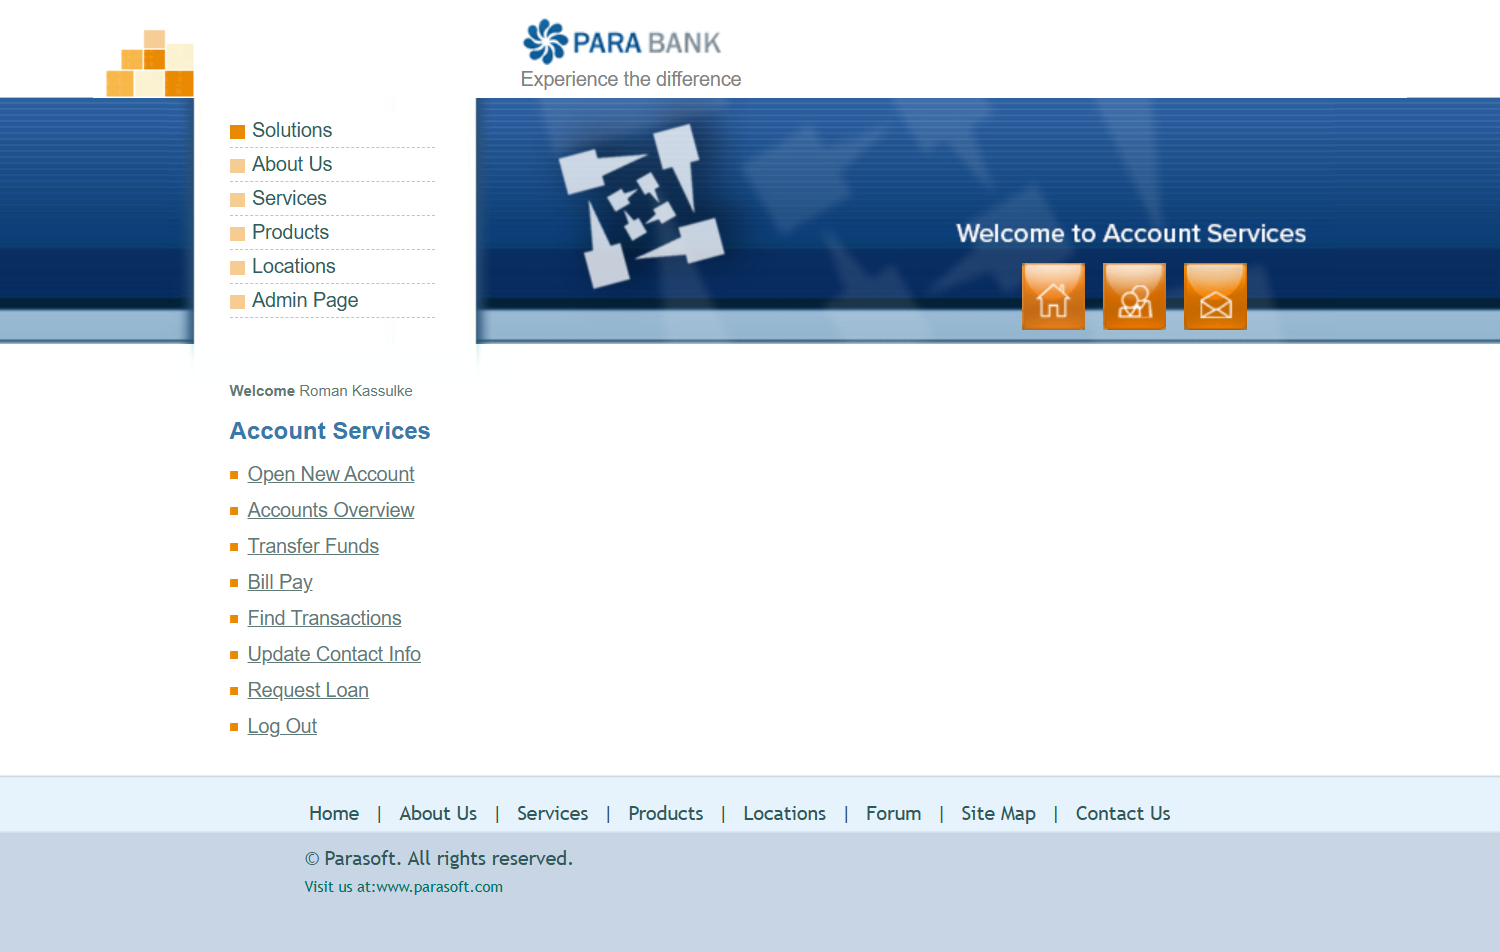 PARA BANK
Experience the difference
Solutions
About Us
Services
Products
Locations
Admin Page
Welcome to Account Services
Welcome Roman Kassulke
Account Services
Open New Account
Accounts Overview
Transfer Funds
Bill Pay
Find Transactions
Update Contact Info
Request Loan
Log Out
Home | About Us | Services | Products | Locations | Forum | Site Map | Contact Us
© Parasoft. All rights reserved.
Visit us at:www.parasoft.com